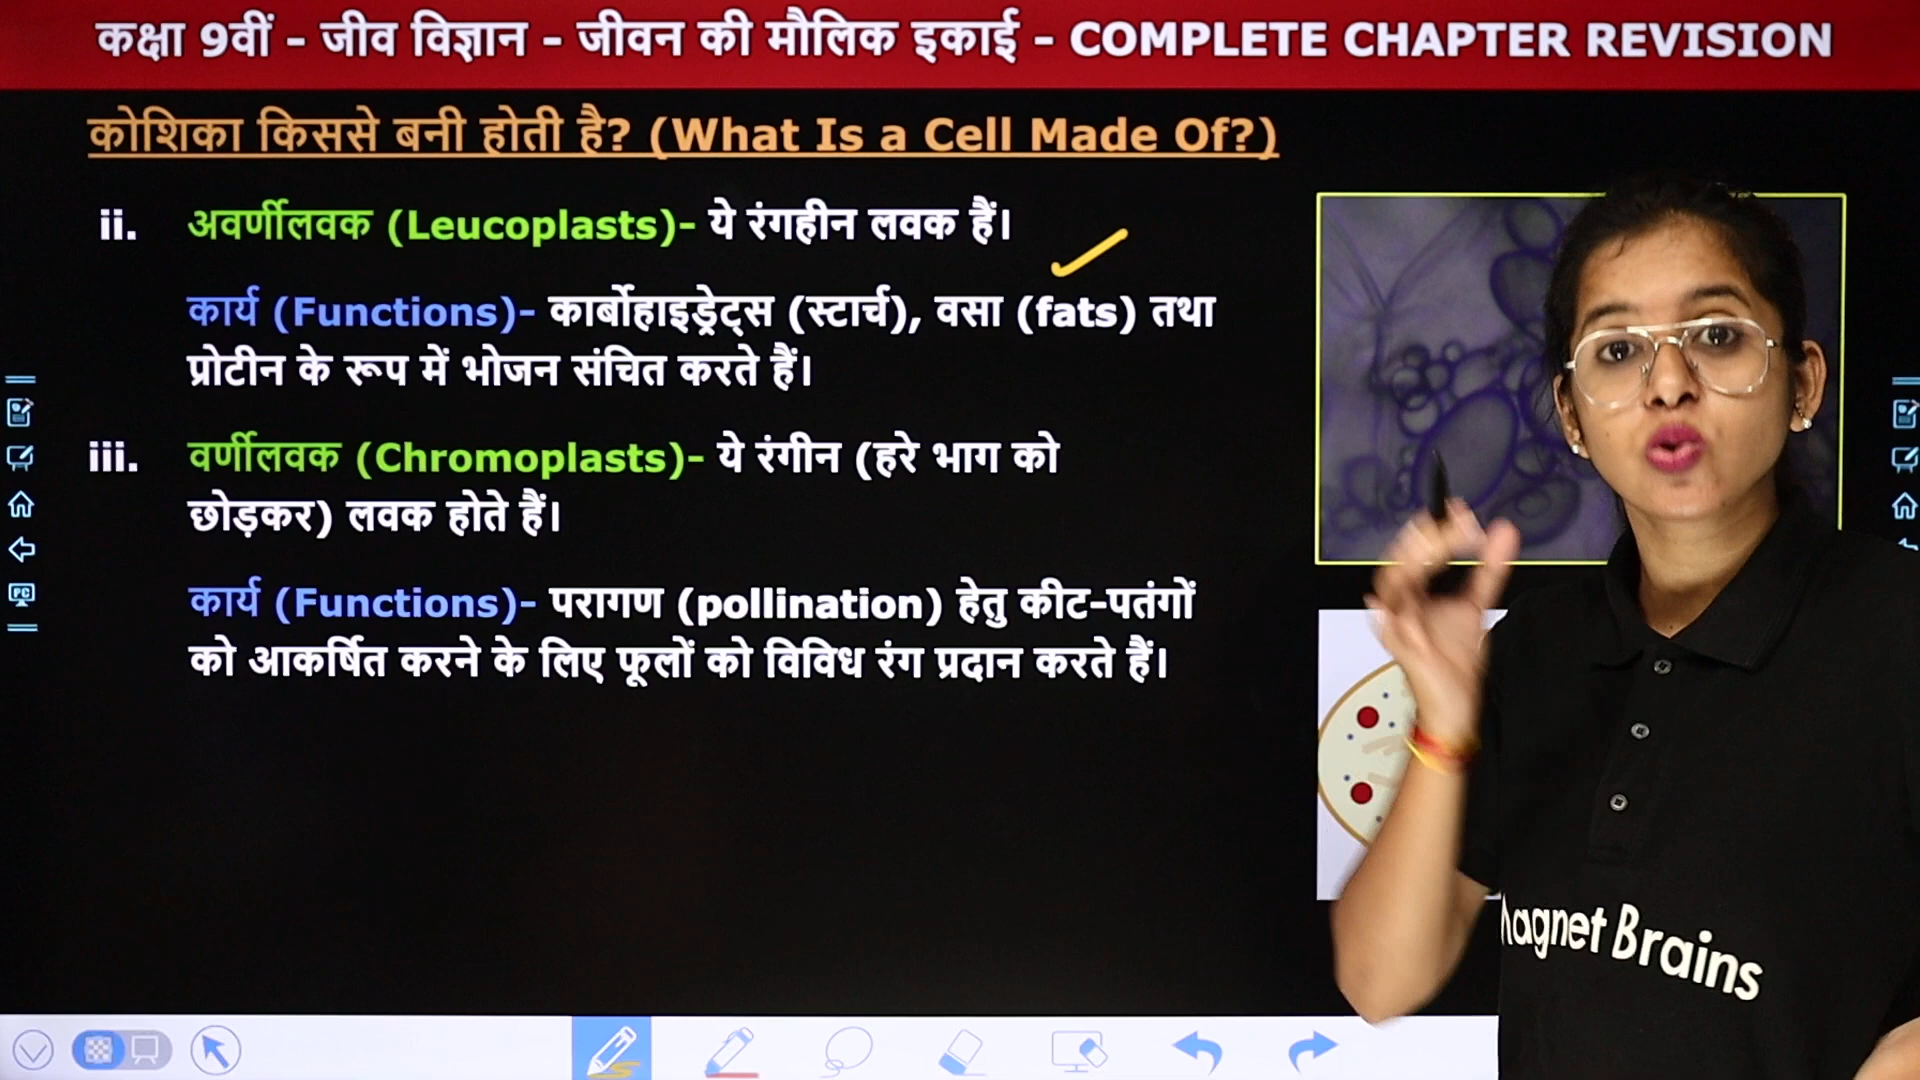 कक्षा 9वीं - जीव विज्ञान - जीवन की मौलिक इकाई - COMPLETE CHAPTER REVISION
कोशिका किससे बनी होती है? (What Is a Cell Made Of?)
ii. अवर्णीलवक (Leucoplasts)- ये रंगहीन लवक हैं।
कार्य (Functions)- कार्बोहाइड्रेट्स (स्टार्च), वसा (fats) तथा
प्रोटीन के रूप में भोजन संचित करते हैं।
iii. वर्णीलवक (Chromoplasts)- ये रंगीन (हरे भाग को
छोड़कर) लवक होते हैं।
कार्य (Functions)- परागण (pollination) हेतु कीट-पतंगों
को आकर्षित करने के लिए फूलों को विविध रंग प्रदान करते हैं।
PC
agnet Brains